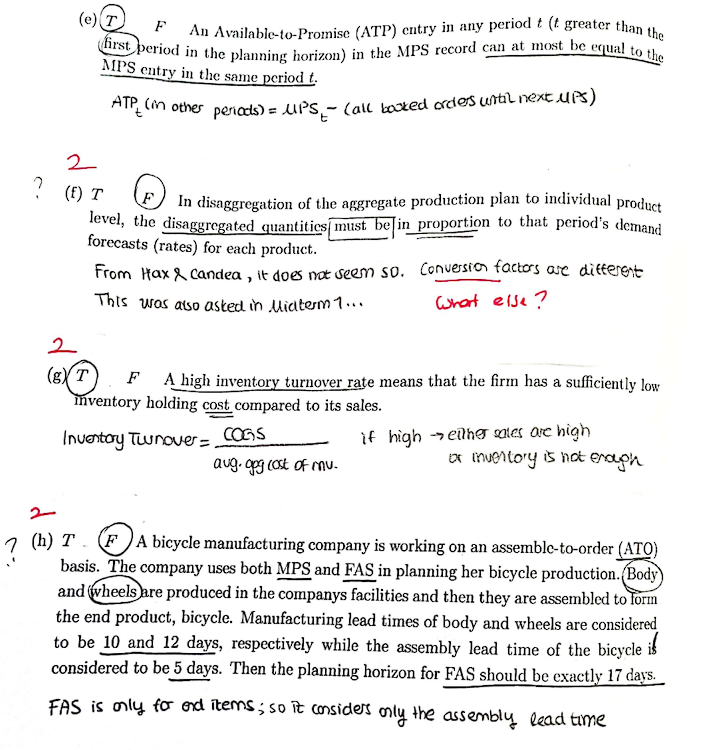 (e) T F An Available-to-Promise (ATP) entry in any period t (t greater than the
first period in the planning horizon) in the MPS record can at most be equal to the
MPS entry in the same period t.
ATPt (in other periods) = MPSt - (all booked orders until next MPS)
2
? (f) T F In disaggregation of the aggregate production plan to individual product
level, the disaggregated quantities must be in proportion to that period's demand
forecasts (rates) for each product.
From Hax & Candea, it does not seem so. Conversion factors are different
This was also asked in Midterm 1... What else?
2
(g) T F A high inventory turnover rate means that the firm has a sufficiently low
inventory holding cost compared to its sales.
Inventory Turnover = COGS if high → either sales are high
avg. agg cost of inv. or inventory is not enough
2
? (h) T F A bicycle manufacturing company is working on an assemble-to-order (ATO)
basis. The company uses both MPS and FAS in planning her bicycle production. Body
and wheels are produced in the companys facilities and then they are assembled to form
the end product, bicycle. Manufacturing lead times of body and wheels are considered
to be 10 and 12 days, respectively while the assembly lead time of the bicycle is
considered to be 5 days. Then the planning horizon for FAS should be exactly 17 days.
FAS is only for end items; so it considers only the assembly lead time